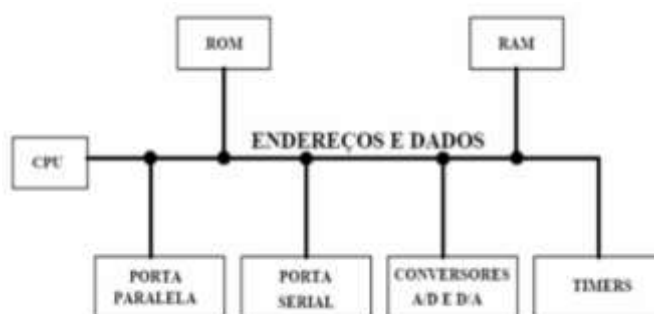 ROM
RAM
ENDEREÇOS E DADOS
CPU
PORTA
PARALELA
PORTA
SERIAL
CONVERSORES
A/D E D/A
TIMERS